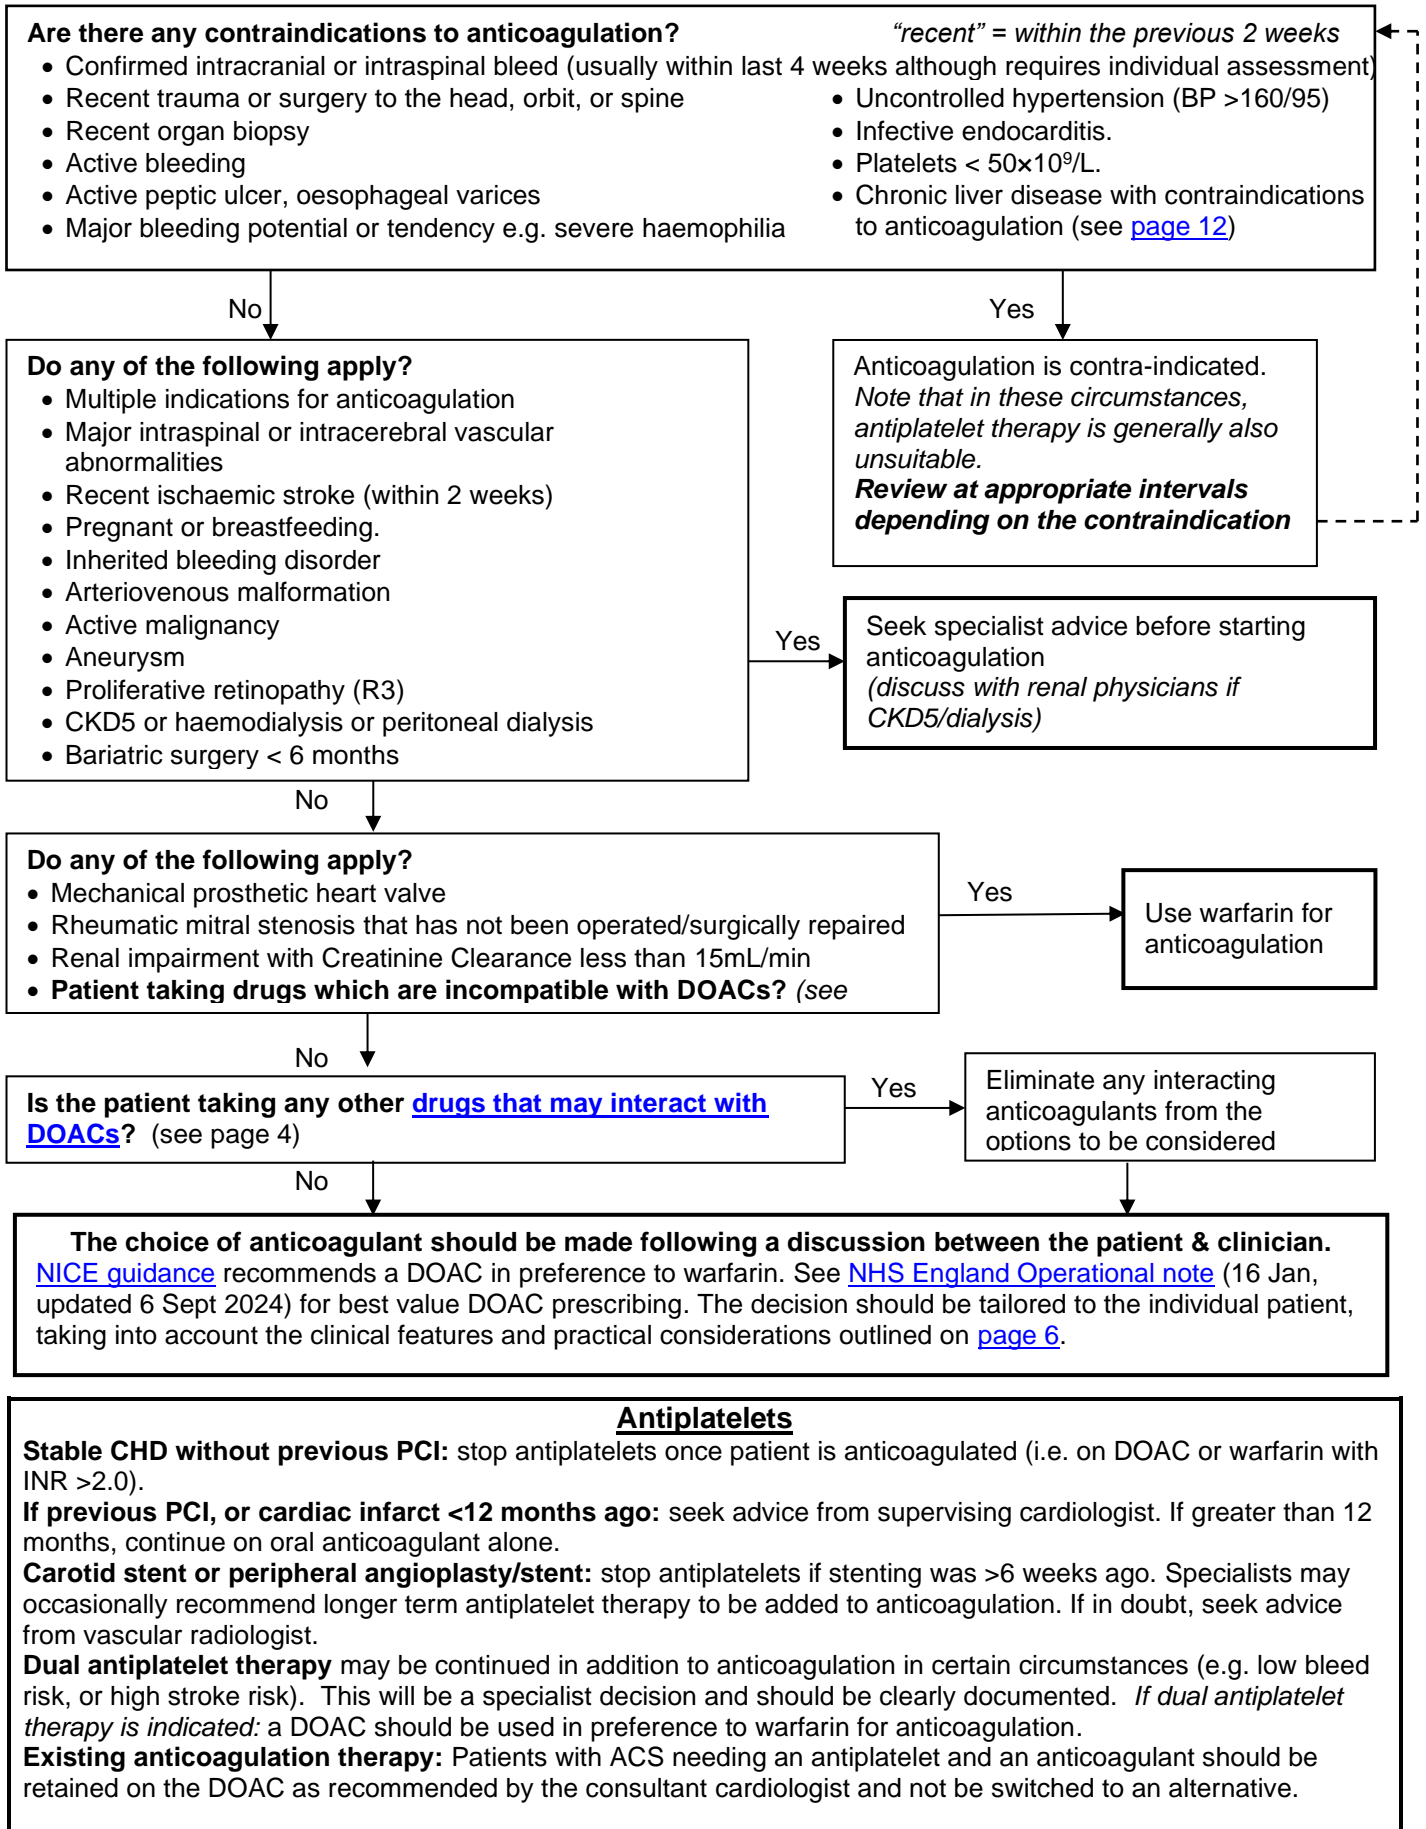 Are there any contraindications to anticoagulation? "recent" = within the previous 2 weeks
• Confirmed intracranial or intraspinal bleed (usually within last 4 weeks although requires individual assessment)
• Recent trauma or surgery to the head, orbit, or spine
• Recent organ biopsy
• Active bleeding
• Active peptic ulcer, oesophageal varices
• Major bleeding potential or tendency e.g. severe haemophilia
• Uncontrolled hypertension (BP >160/95)
• Infective endocarditis.
• Platelets < 50×10⁹/L.
• Chronic liver disease with contraindications
to anticoagulation (see page 12)
No
Yes
Do any of the following apply?
• Multiple indications for anticoagulation
• Major intraspinal or intracerebral vascular
abnormalities
• Recent ischaemic stroke (within 2 weeks)
• Pregnant or breastfeeding.
• Inherited bleeding disorder
• Arteriovenous malformation
• Active malignancy
• Aneurysm
• Proliferative retinopathy (R3)
• CKD5 or haemodialysis or peritoneal dialysis
• Bariatric surgery < 6 months
Anticoagulation is contra-indicated.
Note that in these circumstances,
antiplatelet therapy is generally also
unsuitable.
Review at appropriate intervals
depending on the contraindication
Yes
Seek specialist advice before starting
anticoagulation
(discuss with renal physicians if
CKD5/dialysis)
No
Do any of the following apply?
• Mechanical prosthetic heart valve
• Rheumatic mitral stenosis that has not been operated/surgically repaired
• Renal impairment with Creatinine Clearance less than 15mL/min
• Patient taking drugs which are incompatible with DOACs? (see
Yes
Use warfarin for
anticoagulation
No
Is the patient taking any other drugs that may interact with
DOACs? (see page 4)
Yes
Eliminate any interacting
anticoagulants from the
options to be considered
No
The choice of anticoagulant should be made following a discussion between the patient & clinician.
NICE guidance recommends a DOAC in preference to warfarin. See NHS England Operational note (16 Jan,
updated 6 Sept 2024) for best value DOAC prescribing. The decision should be tailored to the individual patient,
taking into account the clinical features and practical considerations outlined on page 6.
Antiplatelets
Stable CHD without previous PCI: stop antiplatelets once patient is anticoagulated (i.e. on DOAC or warfarin with
INR >2.0).
If previous PCI, or cardiac infarct <12 months ago: seek advice from supervising cardiologist. If greater than 12
months, continue on oral anticoagulant alone.
Carotid stent or peripheral angioplasty/stent: stop antiplatelets if stenting was >6 weeks ago. Specialists may
occasionally recommend longer term antiplatelet therapy to be added to anticoagulation. If in doubt, seek advice
from vascular radiologist.
Dual antiplatelet therapy may be continued in addition to anticoagulation in certain circumstances (e.g. low bleed
risk, or high stroke risk). This will be a specialist decision and should be clearly documented. If dual antiplatelet
therapy is indicated: a DOAC should be used in preference to warfarin for anticoagulation.
Existing anticoagulation therapy: Patients with ACS needing an antiplatelet and an anticoagulant should be
retained on the DOAC as recommended by the consultant cardiologist and not be switched to an alternative.